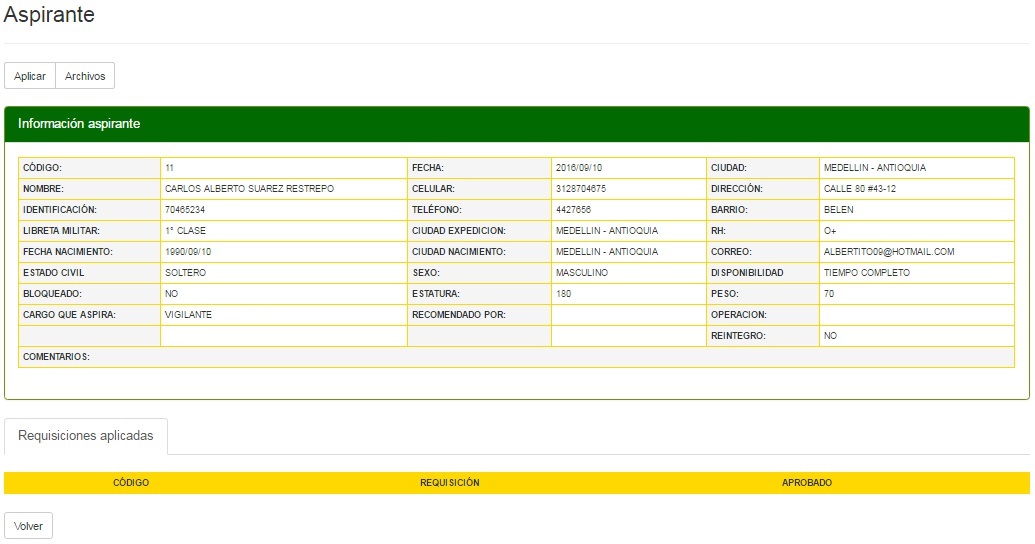 Aspirante
Aplicar Archivos
Información aspirante
CÓDIGO: 11 FECHA: 2016/09/10 CIUDAD: MEDELLIN - ANTIOQUIA
NOMBRE: CARLOS ALBERTO SUAREZ RESTREPO CELULAR: 3128704675 DIRECCIÓN: CALLE 80 #43-12
IDENTIFICACIÓN: 70465234 TELÉFONO: 4427656 BARRIO: BELEN
LIBRETA MILITAR: 1° CLASE CIUDAD EXPEDICION: MEDELLIN - ANTIOQUIA RH: O+
FECHA NACIMIENTO: 1990/09/10 CIUDAD NACIMIENTO: MEDELLIN - ANTIOQUIA CORREO: ALBERTITO09@HOTMAIL.COM
ESTADO CIVIL SOLTERO SEXO: MASCULINO DISPONIBILIDAD TIEMPO COMPLETO
BLOQUEADO: NO ESTATURA: 180 PESO: 70
CARGO QUE ASPIRA: VIGILANTE RECOMENDADO POR: OPERACION:
REINTEGRO: NO
COMENTARIOS:
Requisiciones aplicadas
CÓDIGO REQUISICIÓN APROBADO
Volver